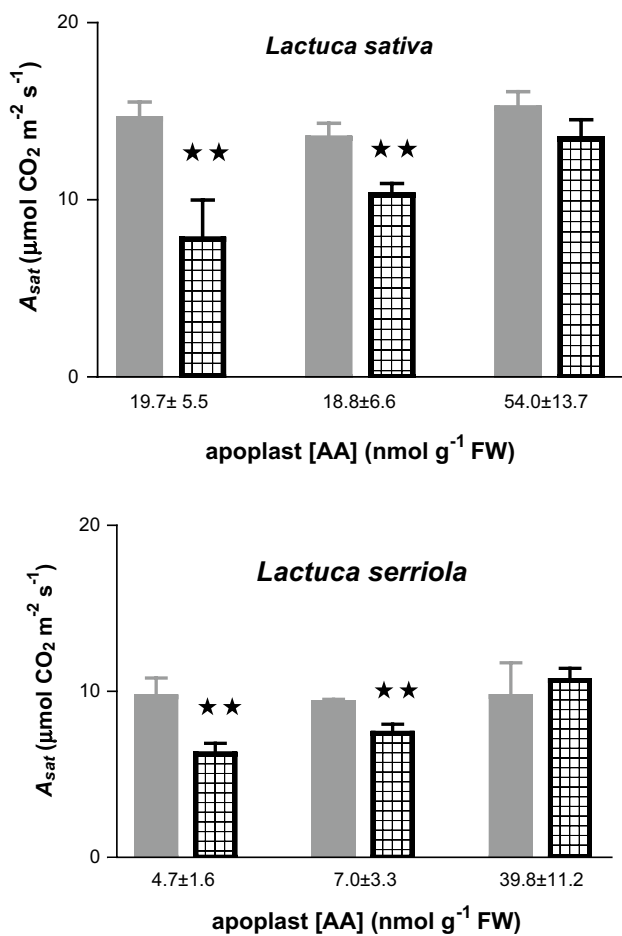 20
Lactuca sativa
★★
★★
10
A_sat (μmol CO₂ m⁻² s⁻¹)
0
19.7± 5.5 18.8±6.6 54.0±13.7
apoplast [AA] (nmol g⁻¹ FW)
20
Lactuca serriola
★★
★★
10
A_sat (μmol CO₂ m⁻² s⁻¹)
0
4.7±1.6 7.0±3.3 39.8±11.2
apoplast [AA] (nmol g⁻¹ FW)